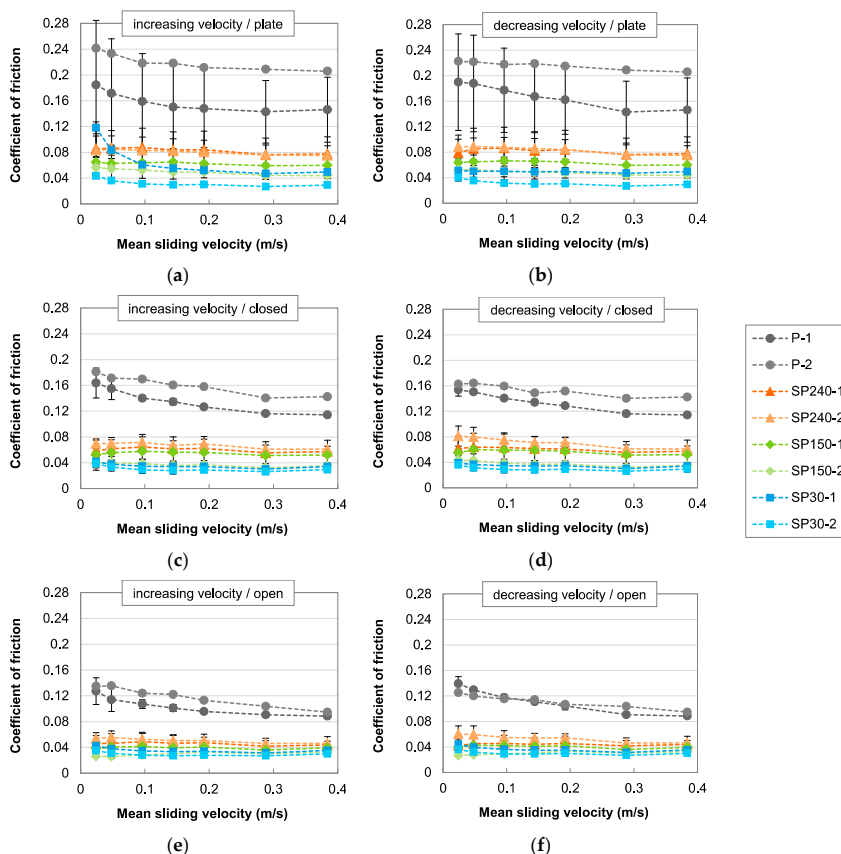 increasing velocity / plate
decreasing velocity / plate
0.28
0.24
0.2
0.16
0.12
0.08
0.04
0
Coefficient of friction
0 0.1 0.2 0.3 0.4
Mean sliding velocity (m/s)
(a)
0.28
0.24
0.2
0.16
0.12
0.08
0.04
0
Coefficient of friction
0 0.1 0.2 0.3 0.4
Mean sliding velocity (m/s)
(b)
increasing velocity / closed
decreasing velocity / closed
0.28
0.24
0.2
0.16
0.12
0.08
0.04
0
Coefficient of friction
0 0.1 0.2 0.3 0.4
Mean sliding velocity (m/s)
(c)
0.28
0.24
0.2
0.16
0.12
0.08
0.04
0
Coefficient of friction
0 0.1 0.2 0.3 0.4
Mean sliding velocity (m/s)
(d)
P-1
P-2
SP240-1
SP240-2
SP150-1
SP150-2
SP30-1
SP30-2
increasing velocity / open
decreasing velocity / open
0.28
0.24
0.2
0.16
0.12
0.08
0.04
0
Coefficient of friction
0 0.1 0.2 0.3 0.4
Mean sliding velocity (m/s)
(e)
0.28
0.24
0.2
0.16
0.12
0.08
0.04
0
Coefficient of friction
0 0.1 0.2 0.3 0.4
Mean sliding velocity (m/s)
(f)